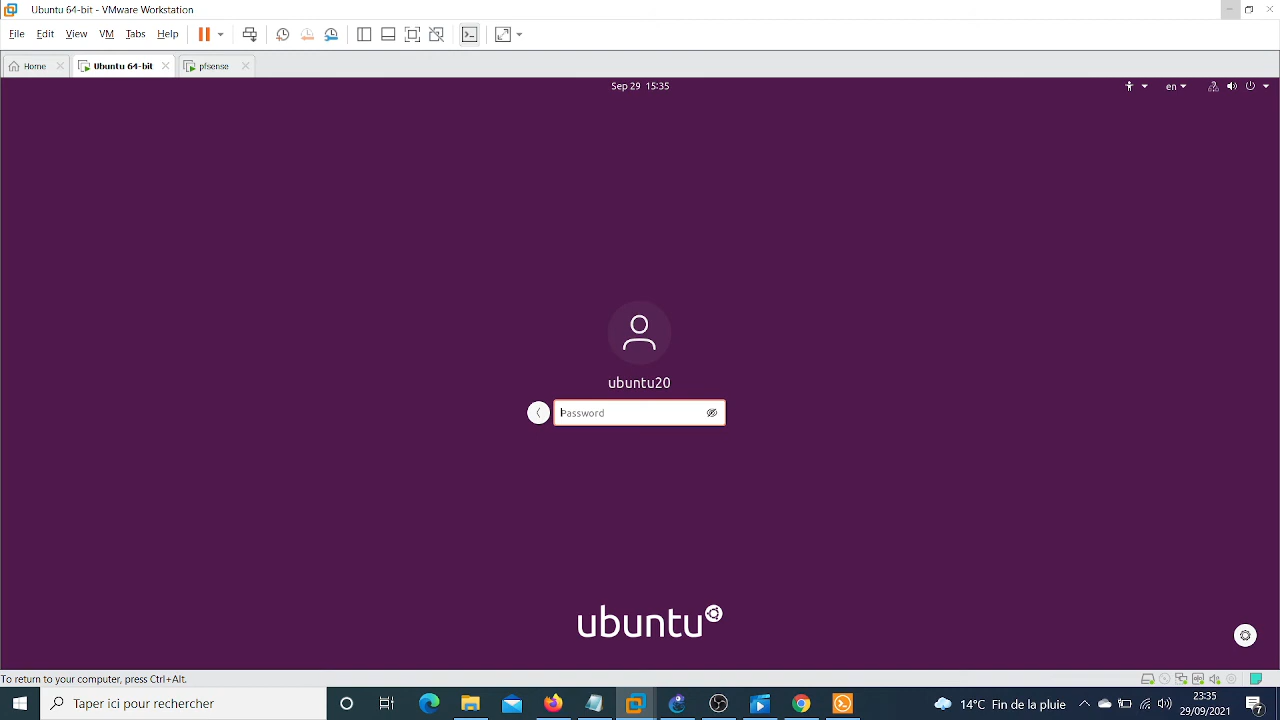 Ubuntu 64-bit - VMware Workstation
File Edit View VM Tabs Help
Home Ubuntu 64-bit pfsense
Sep 29 15:35
en
ubuntu20
Password
ubuntu
To return to your computer, press Ctrl+Alt.
Taperici pour rechercher
14°C Fin de la pluie
23:35
29/09/2021